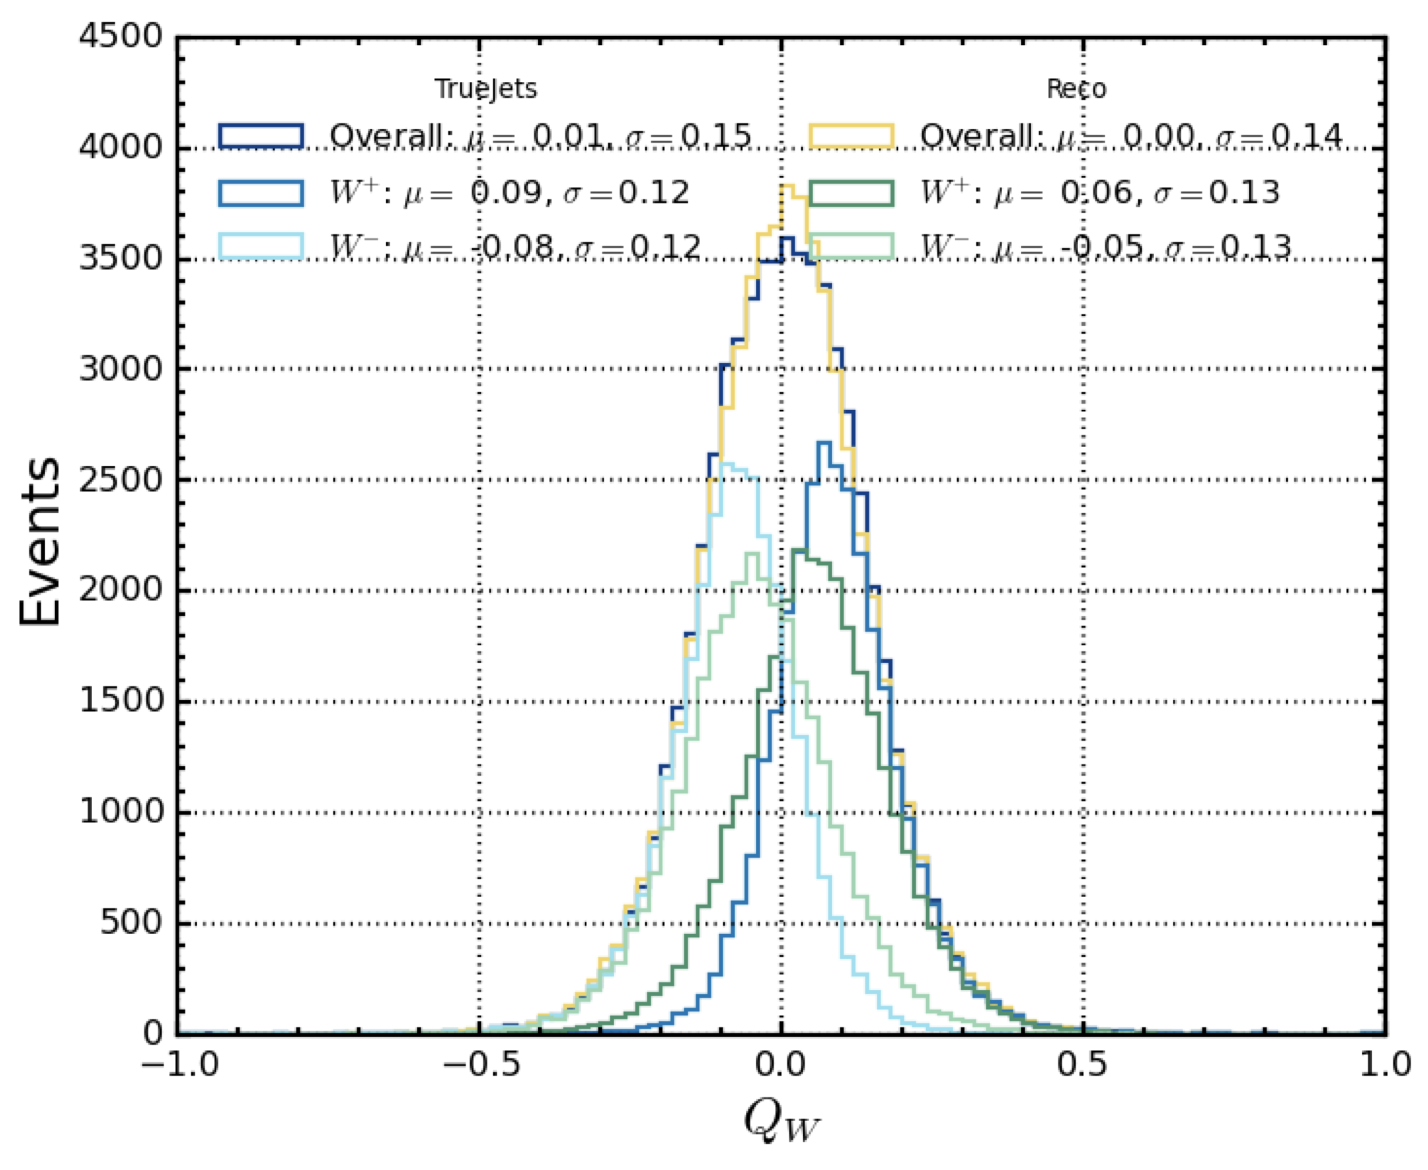 4500
4000
3500
3000
2500
2000
1500
1000
500
0
Events
TrueJets
Overall: μ = 0.01, σ = 0.15
W⁺: μ = 0.09, σ = 0.12
W⁻: μ = -0.08, σ = 0.12
Reco
Overall: μ = 0.00, σ = 0.14
W⁺: μ = 0.06, σ = 0.13
W⁻: μ = -0.05, σ = 0.13
−1.0 −0.5 0.0 0.5 1.0
Q_W